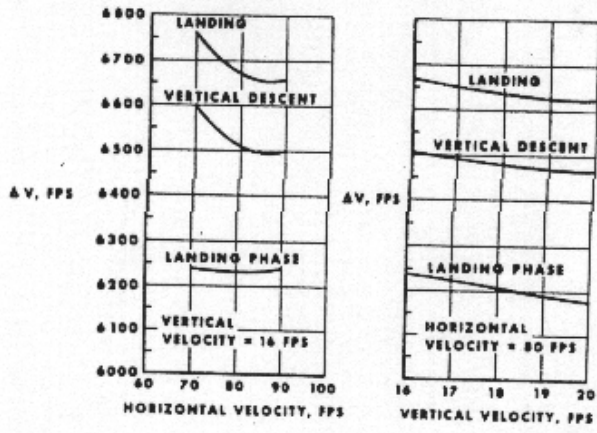 6800
6700
6600
6500
6400
6300
6200
6100
6000
ΔV, FPS
LANDING
VERTICAL DESCENT
LANDING PHASE
VERTICAL
VELOCITY = 16 FPS
60 70 80 90 100
HORIZONTAL VELOCITY, FPS
ΔV, FPS
LANDING
VERTICAL DESCENT
LANDING PHASE
HORIZONTAL
VELOCITY = 80 FPS
16 17 18 19 20
VERTICAL VELOCITY, FPS